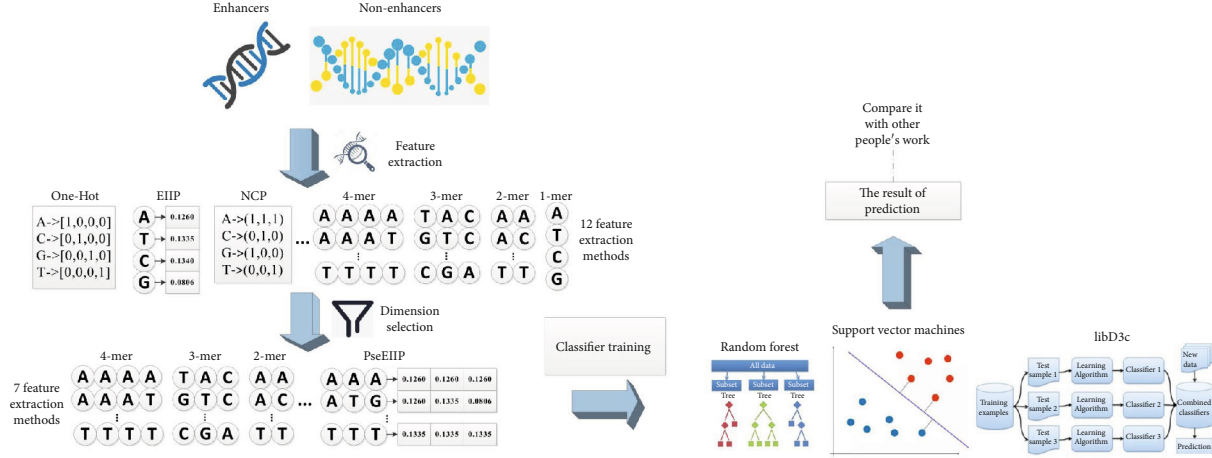 Enhancers
Non-enhancers
Feature
extraction
One-Hot
A->[1,0,0,0]
C->[0,1,0,0]
G->[0,0,1,0]
T->[0,0,0,1]
EIIP
A 0.1260
T 0.1335
C 0.1340
G 0.0806
NCP
A->(1,1,1)
C->(0,1,0)
G->(1,0,0)
T->(0,0,1)
...
4-mer
A A A A
A A A T
T T T T
3-mer
T A C
G T C
C G A
2-mer
A A
A C
T T
1-mer
A
T
C
G
12 feature
extraction
methods
Dimension
selection
7 feature
extraction
methods
4-mer
A A A A
A A A T
T T T T
3-mer
T A C
G T C
C G A
2-mer
A A
A C
T T
...
PseEIIP
A A A 0.1260 0.1260 0.1260
A T G 0.1260 0.1335 0.0806
T T T 0.1335 0.1335 0.1335
Classifier training
Random forest
All data
Subset Subset Subset
Tree Tree Tree
Support vector machines
libD3c
Training
examples
Test
sample 1
Learning
Algorithm
Classifier 1
Test
sample 2
Learning
Algorithm
Classifier 2
Test
sample 3
Learning
Algorithm
Classifier 3
New
data
Combined
classifiers
Prediction
The result of
prediction
Compare it
with other
people's work